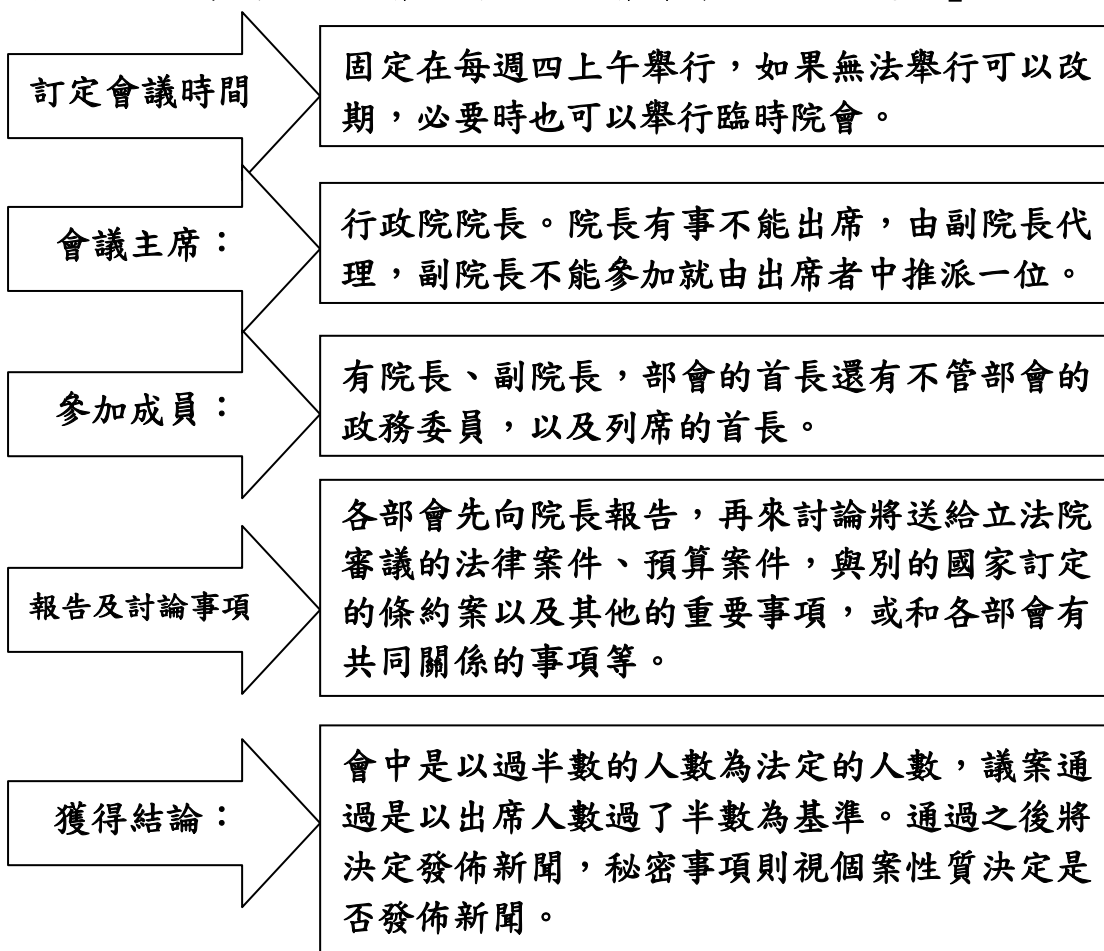 訂定會議時間
固定在每週四上午舉行，如果無法舉行可以改
期，必要時也可以舉行臨時院會。
會議主席：
行政院院長。院長有事不能出席，由副院長代
理，副院長不能參加就由出席者中推派一位。
參加成員：
有院長、副院長，部會的首長還有不管部會的
政務委員，以及列席的首長。
報告及討論事項
各部會先向院長報告，再來討論將送給立法院
審議的法律案件、預算案件，與別的國家訂定
的條約案以及其他的重要事項，或和各部會有
共同關係的事項等。
獲得結論：
會中是以過半數的人數為法定的人數，議案通
過是以出席人數過了半數為基準。通過之後將
決定發佈新聞，秘密事項則視個案性質決定是
否發佈新聞。